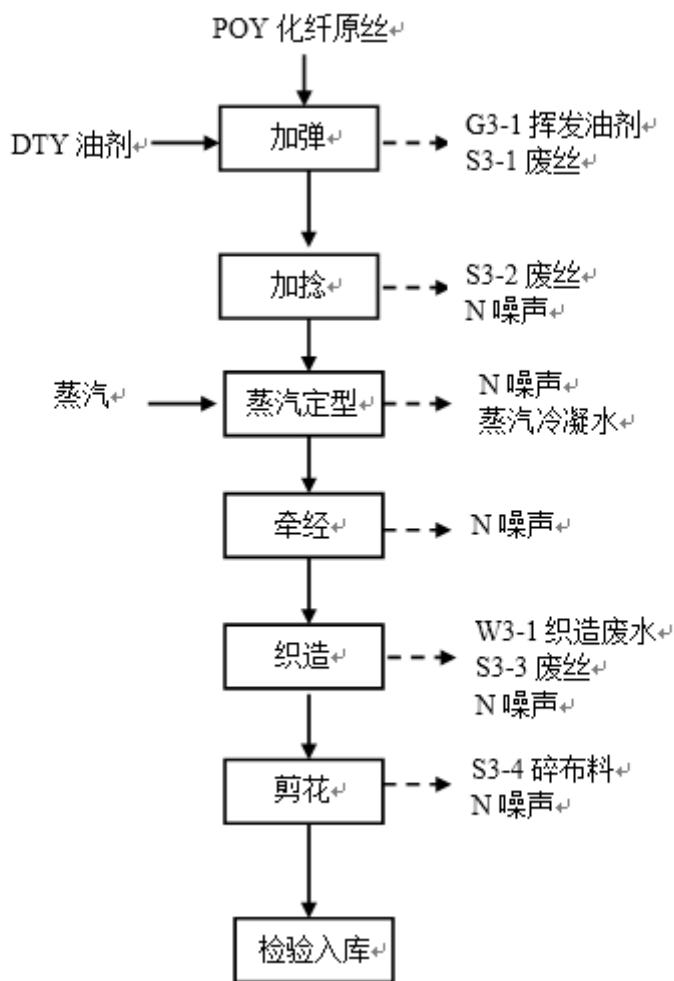 POY 化纤原丝
DTY 油剂
加弹
G3-1 挥发油剂
S3-1 废丝
加捻
S3-2 废丝
N 噪声
蒸汽
蒸汽定型
N 噪声
蒸汽冷凝水
牵经
N 噪声
织造
W3-1 织造废水
S3-3 废丝
N 噪声
剪花
S3-4 碎布料
N 噪声
检验入库